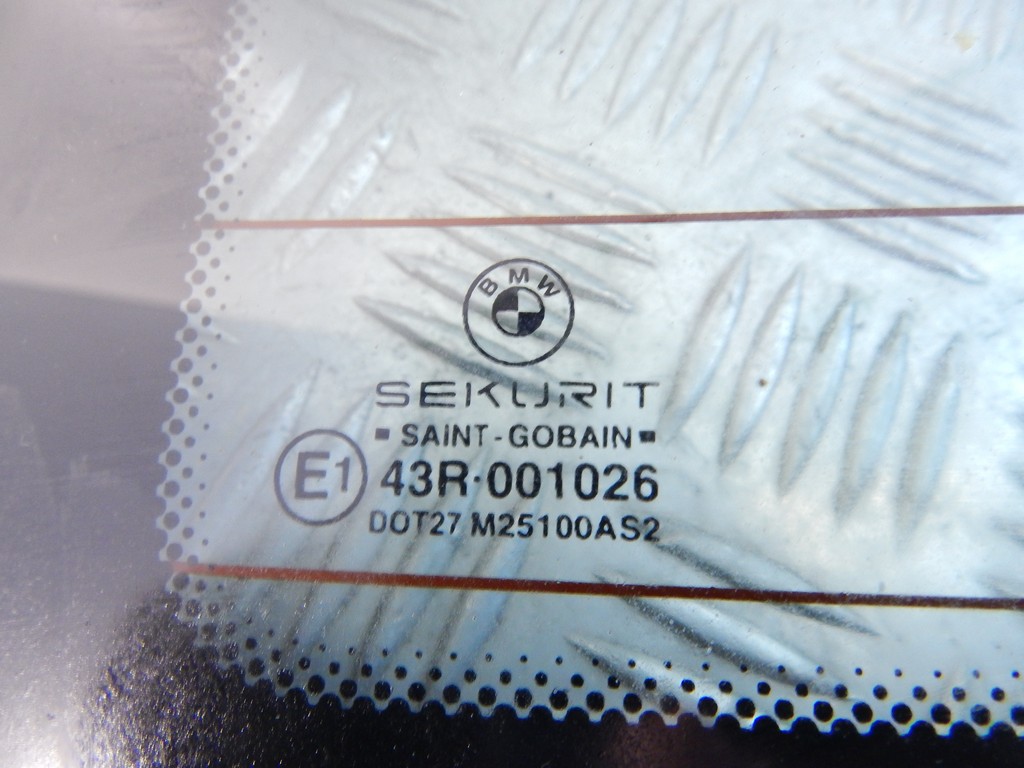 BMW
SEKURIT
SAINT-GOBAIN
E1
43R·001026
DOT27 M25100AS2